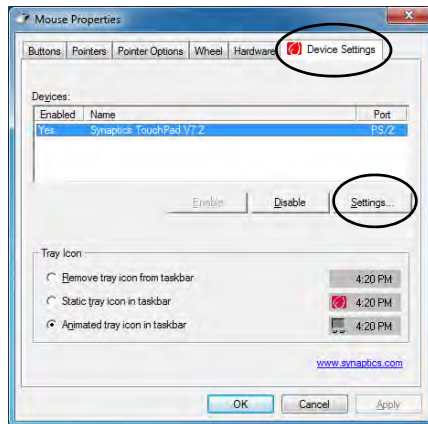 Mouse Properties
Buttons Pointers Pointer Options Wheel Hardware Device Settings
Devices:
Enabled Name Port
Yes Synaptics TouchPad V7.2 PS/2
Enable Disable Settings...
Tray Icon
Remove tray icon from taskbar 4:20 PM
Static tray icon in taskbar 4:20 PM
Animated tray icon in taskbar 4:20 PM
www.synaptics.com
OK Cancel Apply